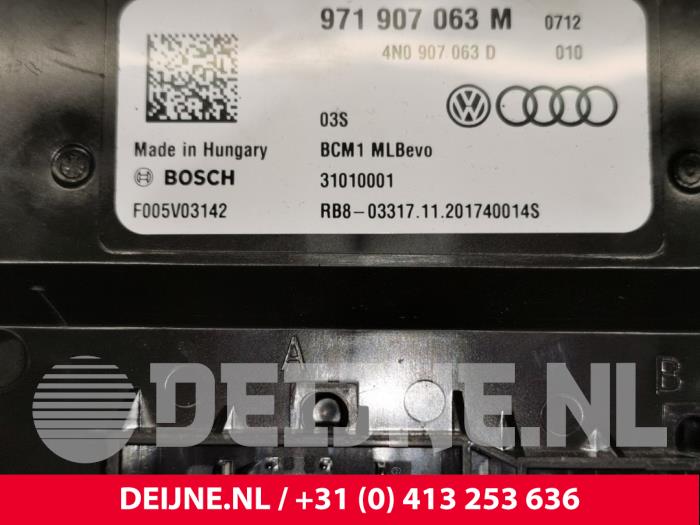 971 907 063 M 0712
4N0 907 063 D 010
03S
Made in Hungary BCM1 MLBevo
BOSCH 31010001
F005V03142 RB8-03317.11.201740014S
A
B
DEIJNE.NL
DEIJNE.NL / +31 (0) 413 253 636